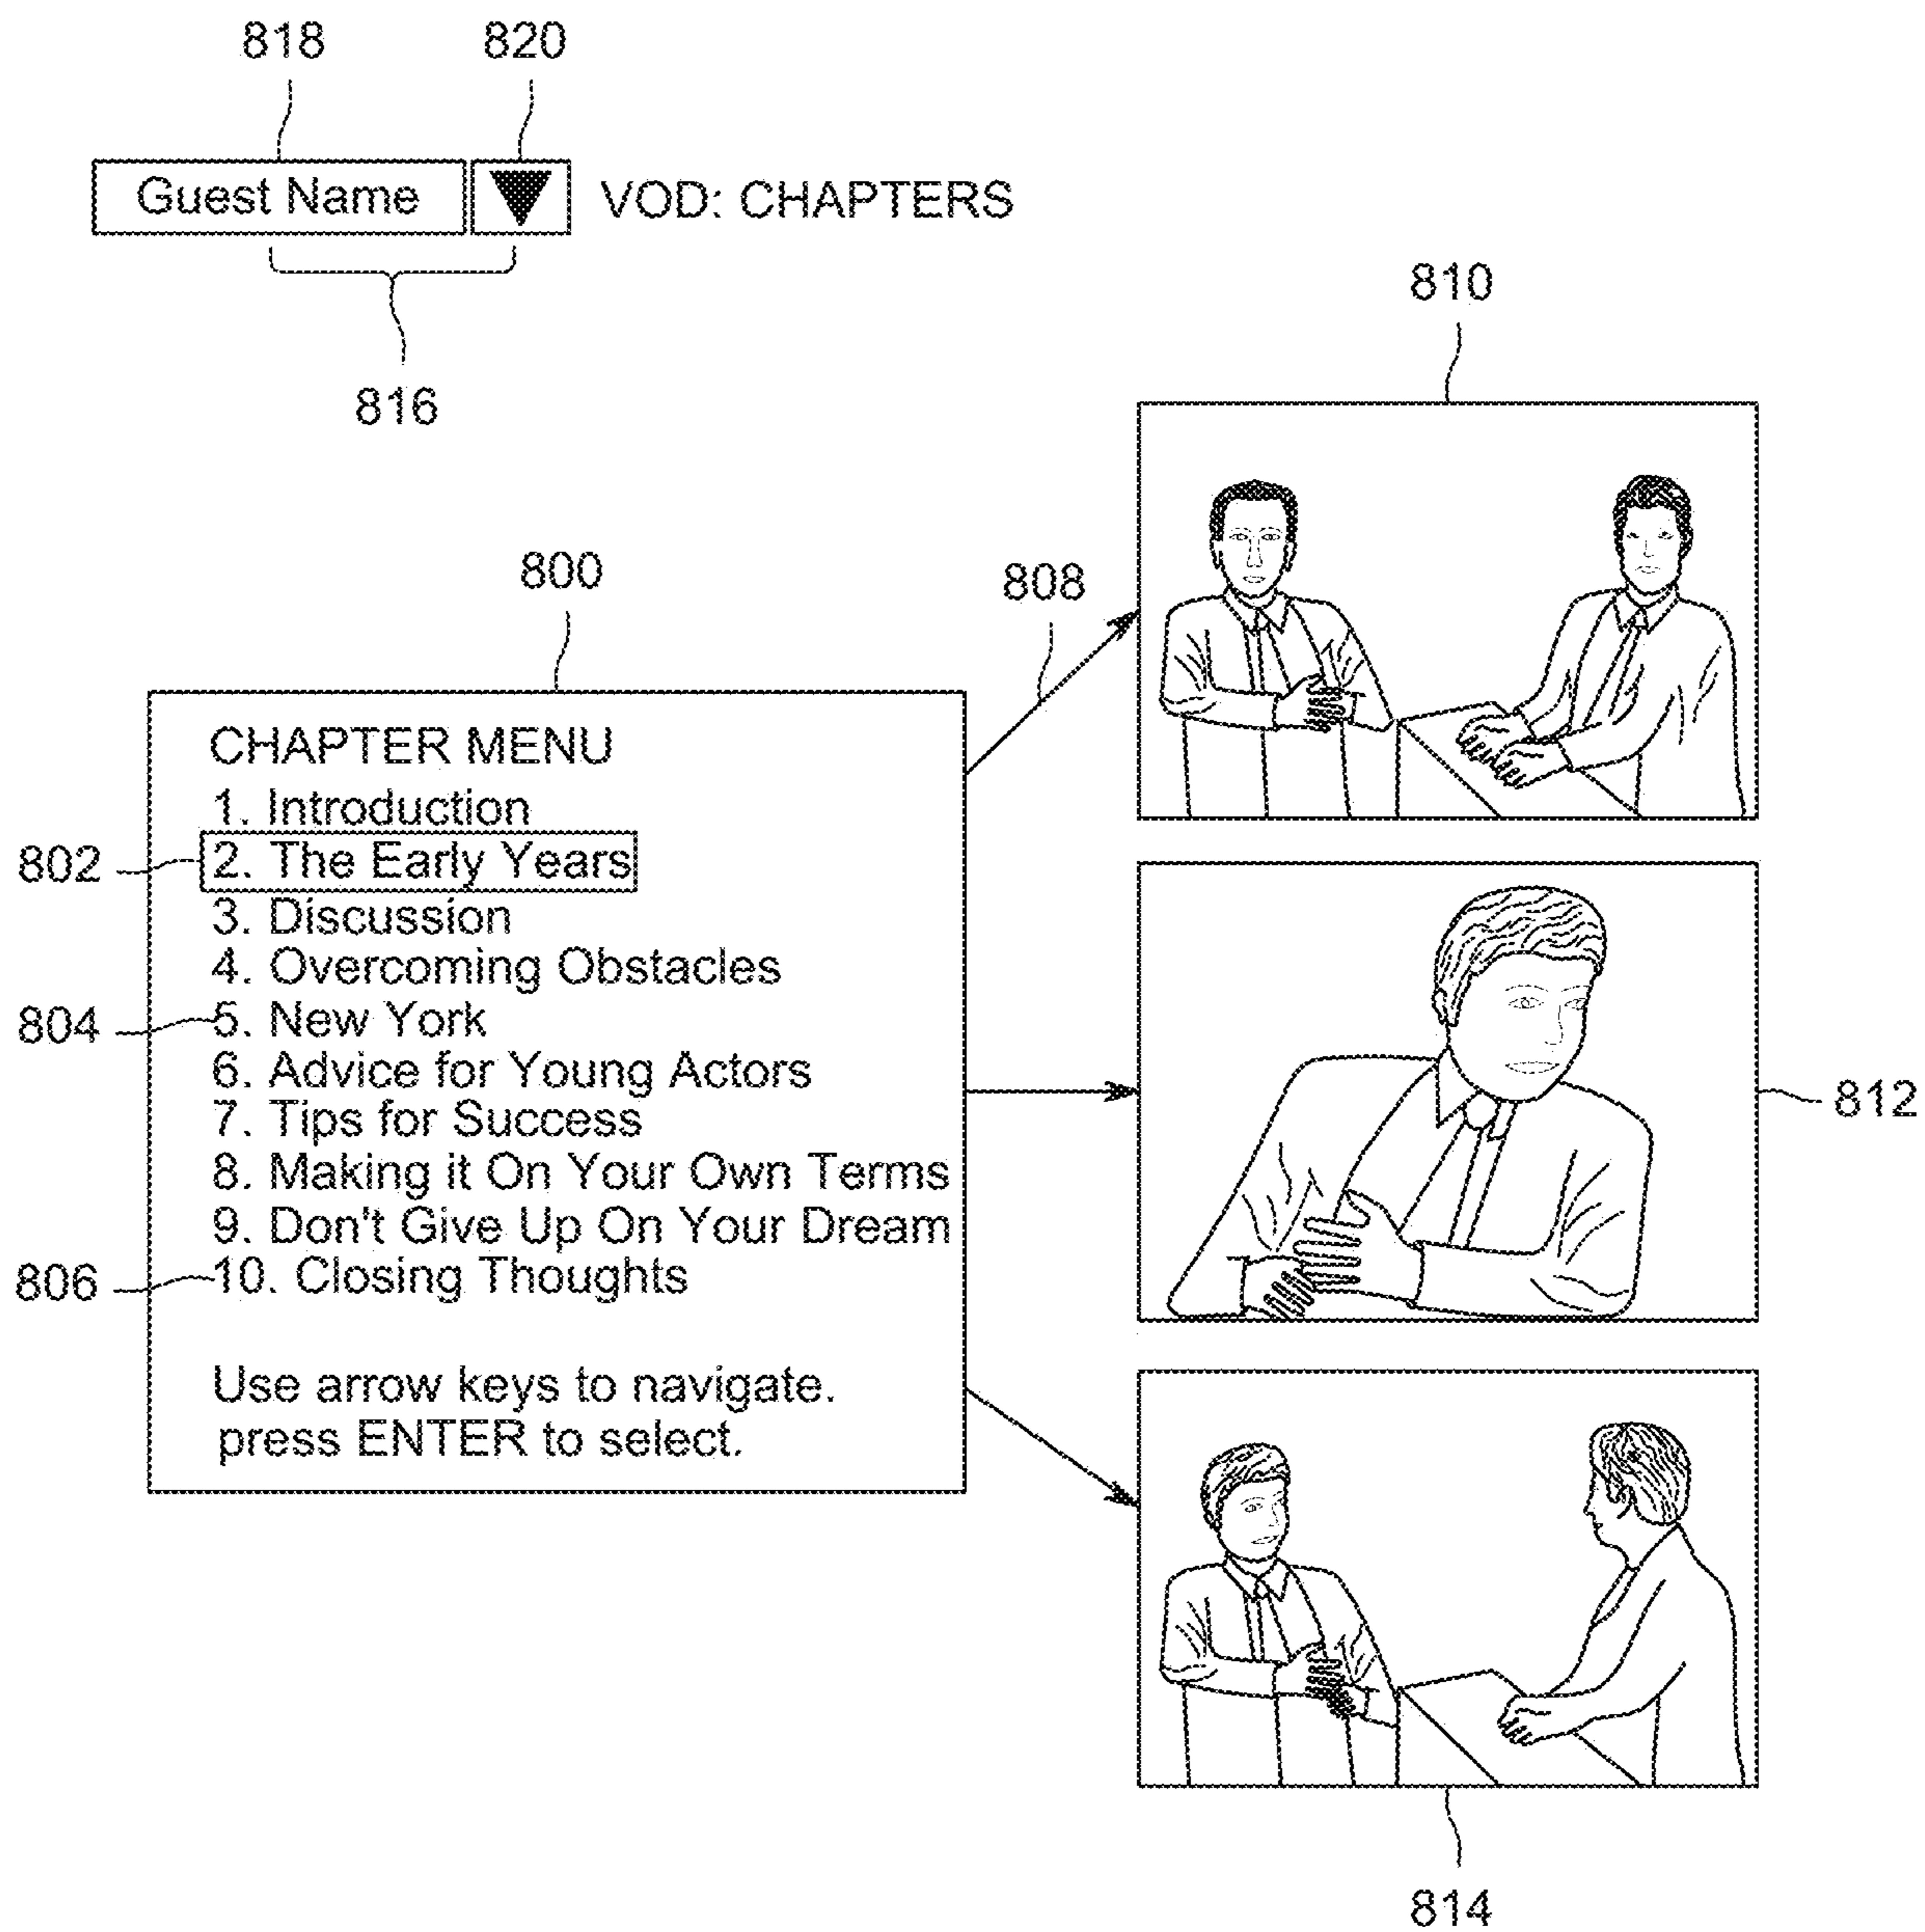 818 820
Guest Name VOD: CHAPTERS
816
810
800
808
CHAPTER MENU
1. Introduction
802 2. The Early Years
3. Discussion
4. Overcoming Obstacles
804 5. New York
6. Advice for Young Actors
7. Tips for Success
8. Making it On Your Own Terms
9. Don't Give Up On Your Dream
806 10. Closing Thoughts
Use arrow keys to navigate.
press ENTER to select.
812
814